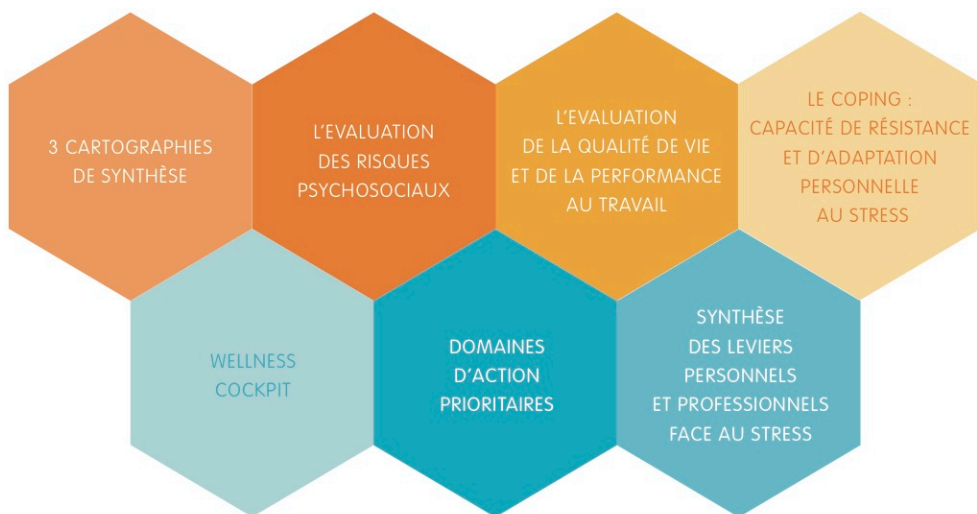 3 CARTOGRAPHIES
DE SYNTHÈSE
L'EVALUATION
DES RISQUES
PSYCHOSOCIAUX
L'EVALUATION
DE LA QUALITÉ DE VIE
ET DE LA PERFORMANCE
AU TRAVAIL
LE COPING :
CAPACITÉ DE RÉSISTANCE
ET D'ADAPTATION
PERSONNELLE
AU STRESS
WELLNESS
COCKPIT
DOMAINES
D'ACTION
PRIORITAIRES
SYNTHÈSE
DES LEVIERS
PERSONNELS
ET PROFESSIONNELS
FACE AU STRESS